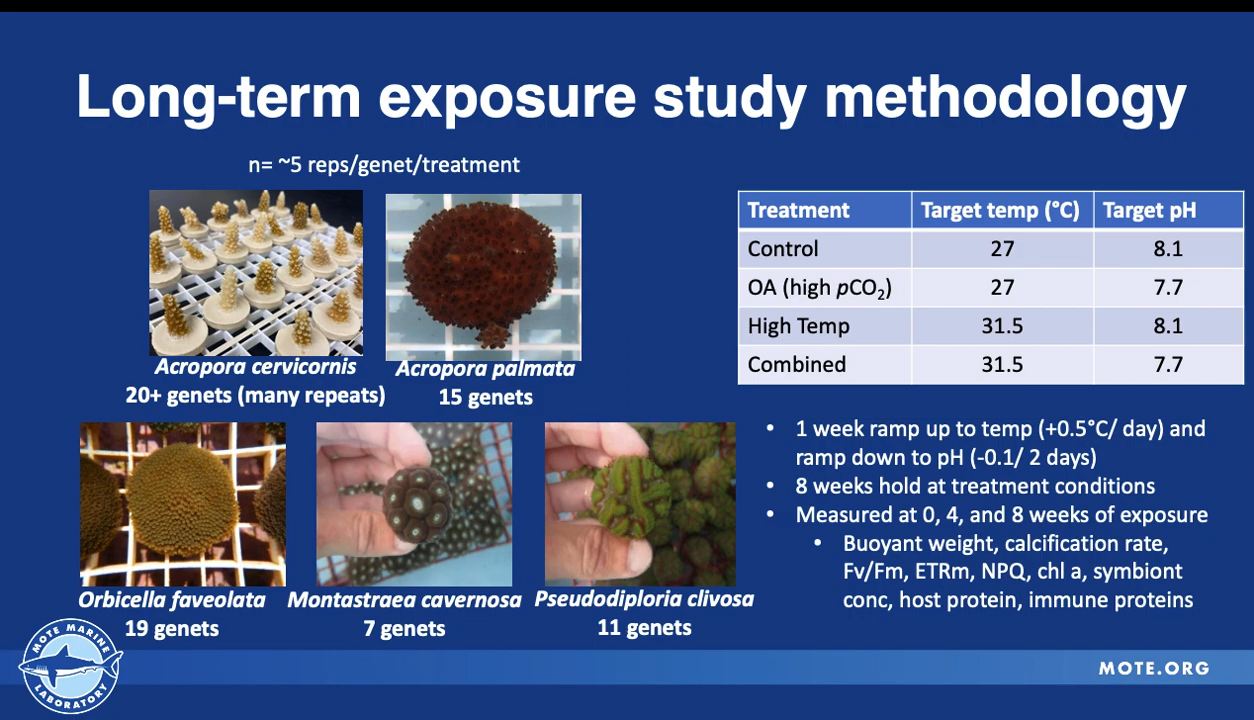 Long-term exposure study methodology
n= ~5 reps/genet/treatment
Acropora cervicornis
20+ genets (many repeats)
Acropora palmata
15 genets
Orbicella faveolata
19 genets
Montastraea cavernosa
7 genets
Pseudodiploria clivosa
11 genets
Treatment Target temp (°C) Target pH
Control 27 8.1
OA (high pCO₂) 27 7.7
High Temp 31.5 8.1
Combined 31.5 7.7
• 1 week ramp up to temp (+0.5°C/ day) and
ramp down to pH (-0.1/ 2 days)
• 8 weeks hold at treatment conditions
• Measured at 0, 4, and 8 weeks of exposure
• Buoyant weight, calcification rate,
Fv/Fm, ETRm, NPQ, chl a, symbiont
conc, host protein, immune proteins
MOTE MARINE
LABORATORY
MOTE.ORG